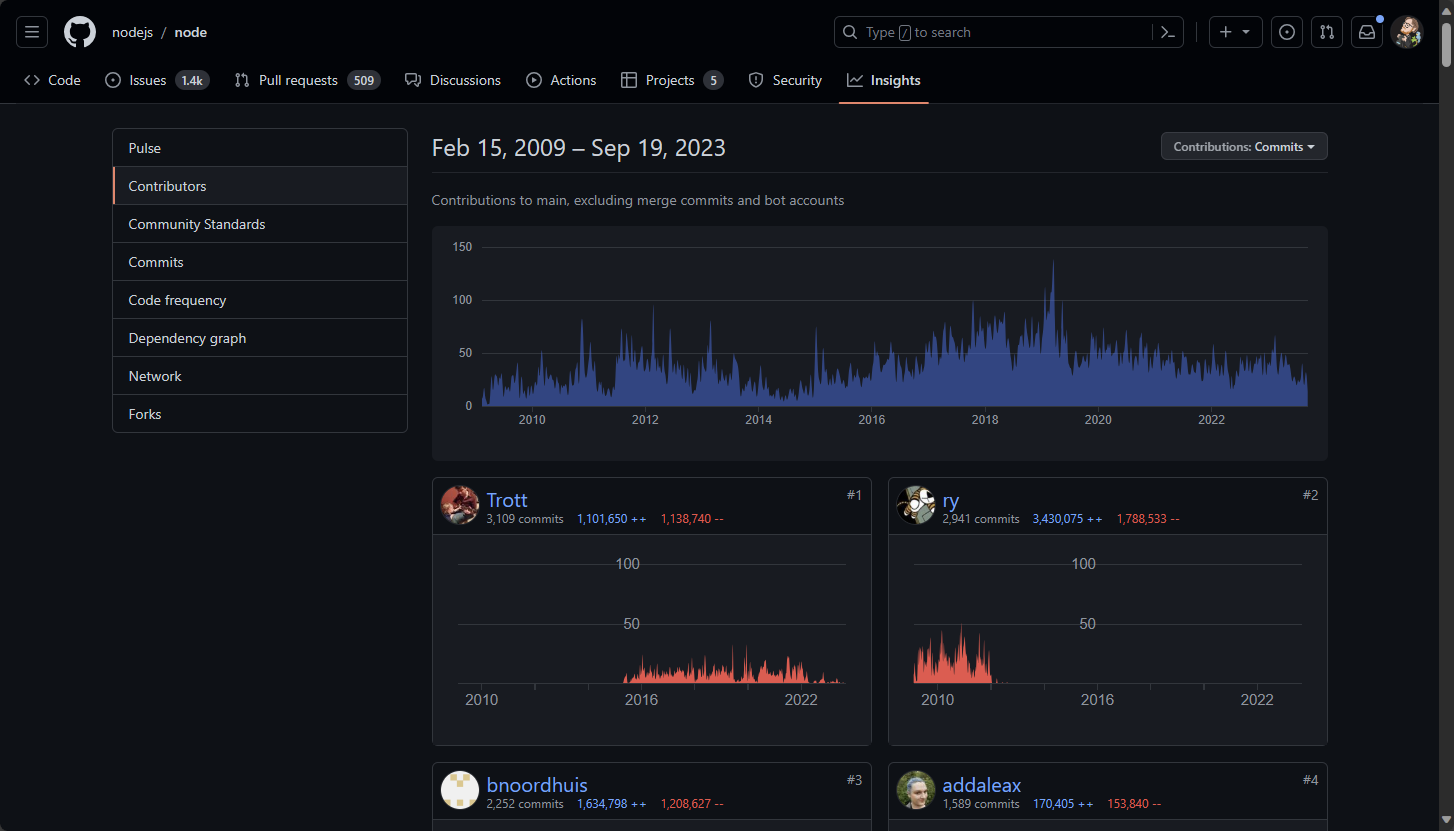 nodejs / node
Type / to search
Code
Issues 1.4k
Pull requests 509
Discussions
Actions
Projects 5
Security
Insights
Pulse
Contributors
Community Standards
Commits
Code frequency
Dependency graph
Network
Forks
Feb 15, 2009 – Sep 19, 2023
Contributions: Commits
Contributions to main, excluding merge commits and bot accounts
150
100
50
0
2010 2012 2014 2016 2018 2020 2022
Trott #1
3,109 commits 1,101,650 ++ 1,138,740 --
100
50
2010 2016 2022
ry #2
2,941 commits 3,430,075 ++ 1,788,533 --
100
50
2010 2016 2022
bnoordhuis #3
2,252 commits 1,634,798 ++ 1,208,627 --
addaleax #4
1,589 commits 170,405 ++ 153,840 --